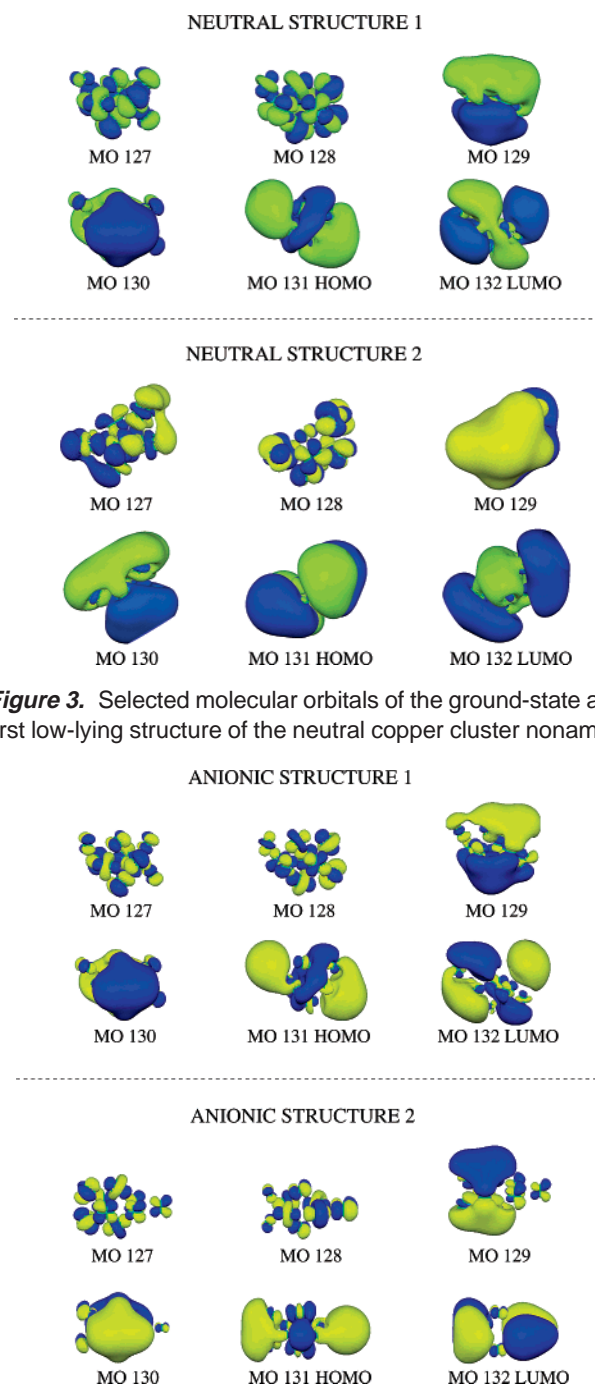 NEUTRAL STRUCTURE 1
MO 127 MO 128 MO 129
MO 130 MO 131 HOMO MO 132 LUMO
NEUTRAL STRUCTURE 2
MO 127 MO 128 MO 129
MO 130 MO 131 HOMO MO 132 LUMO
igure 3. Selected molecular orbitals of the ground-state a
rst low-lying structure of the neutral copper cluster nonam
ANIONIC STRUCTURE 1
MO 127 MO 128 MO 129
MO 130 MO 131 HOMO MO 132 LUMO
ANIONIC STRUCTURE 2
MO 127 MO 128 MO 129
MO 130 MO 131 HOMO MO 132 LUMO